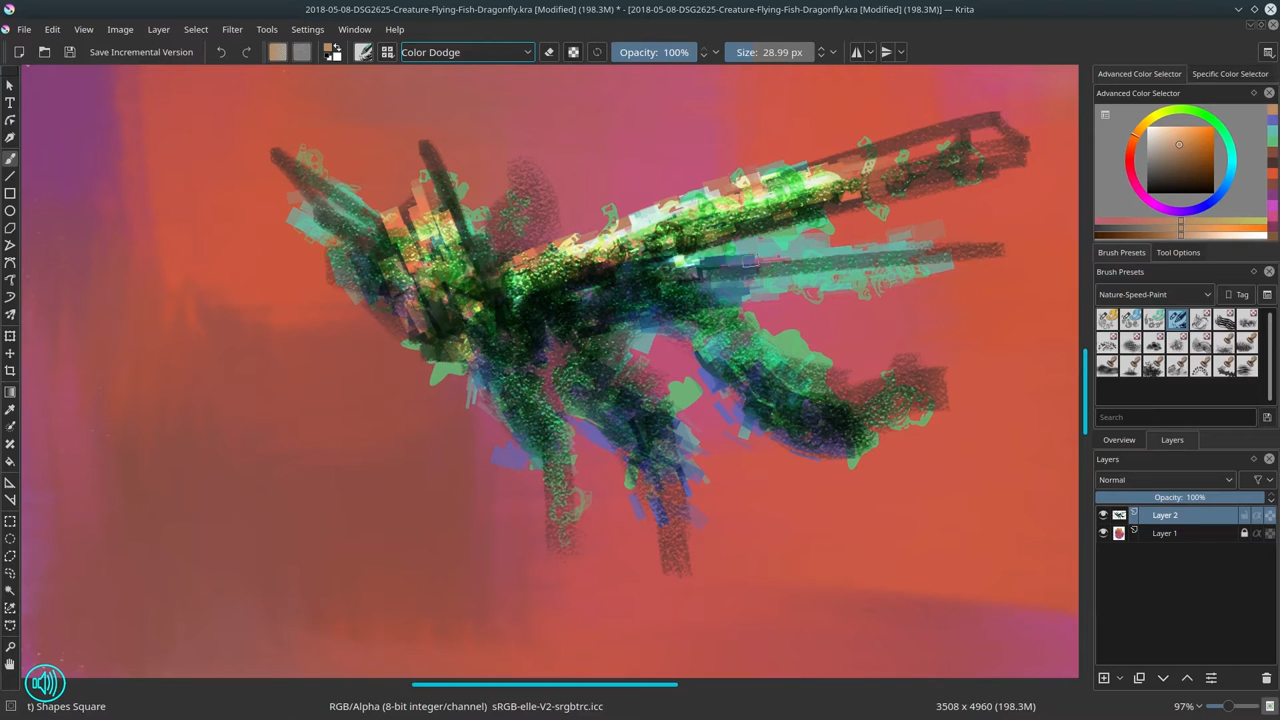 2018-05-08-DSG2625-Creature-Flying-Fish-Dragonfly.kra [Modified] (198.3M) * - [2018-05-08-DSG2625-Creature-Flying-Fish-Dragonfly.kra [Modified] (198.3M)] — Krita
File Edit View Image Layer Select Filter Tools Settings Window Help
Save Incremental Version Color Dodge Opacity: 100% Size: 28.99 px
Advanced Color Selector Specific Color Selector
Advanced Color Selector
Brush Presets Tool Options
Brush Presets
Nature-Speed-Paint Tag
Search
Overview Layers
Layers
Normal
Opacity: 100%
Layer 2
Layer 1
t) Shapes Square RGB/Alpha (8-bit integer/channel) sRGB-elle-V2-srgbtrc.icc 3508 x 4960 (198.3M) 97%